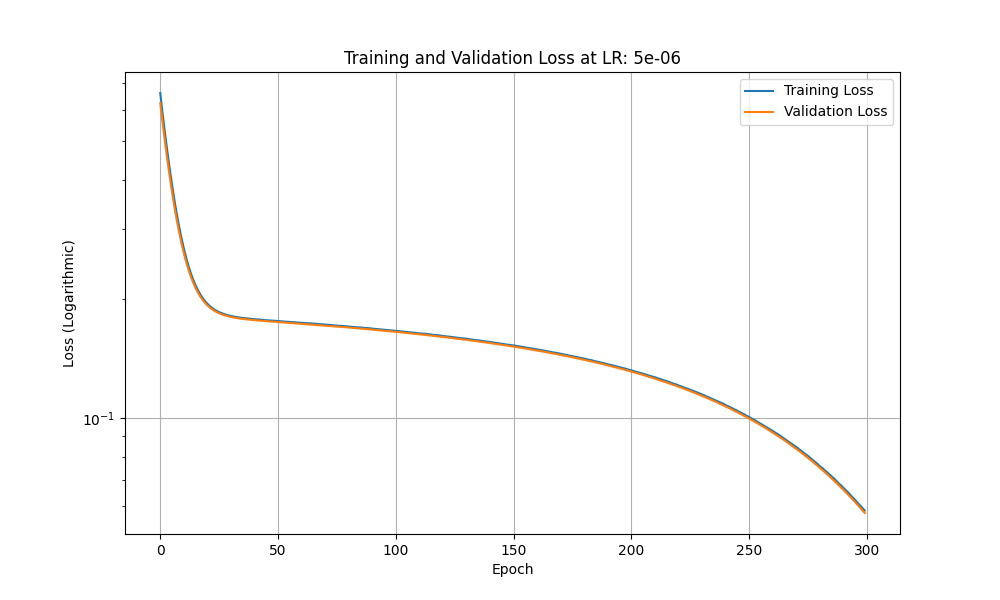 Training and Validation Loss at LR: 5e-06
Training Loss
Validation Loss
Loss (Logarithmic)
10⁻¹
0 50 100 150 200 250 300
Epoch